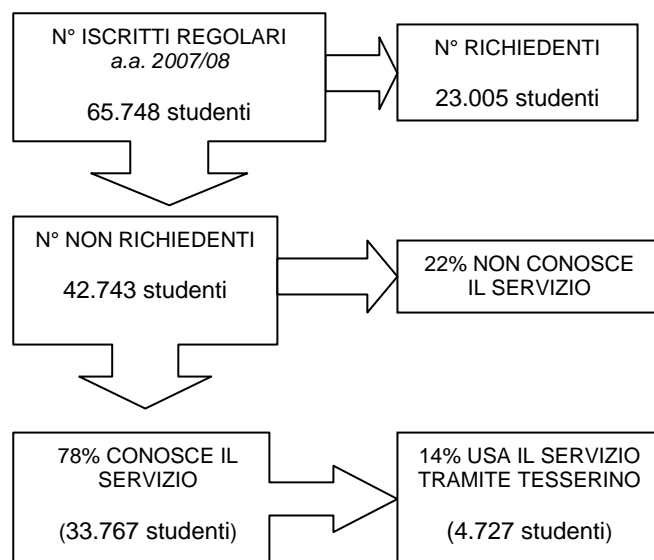 N° ISCRITTI REGOLARI
a.a. 2007/08
65.748 studenti
N° RICHIEDENTI
23.005 studenti
N° NON RICHIEDENTI
42.743 studenti
22% NON CONOSCE
IL SERVIZIO
78% CONOSCE IL
SERVIZIO
(33.767 studenti)
14% USA IL SERVIZIO
TRAMITE TESSERINO
(4.727 studenti)